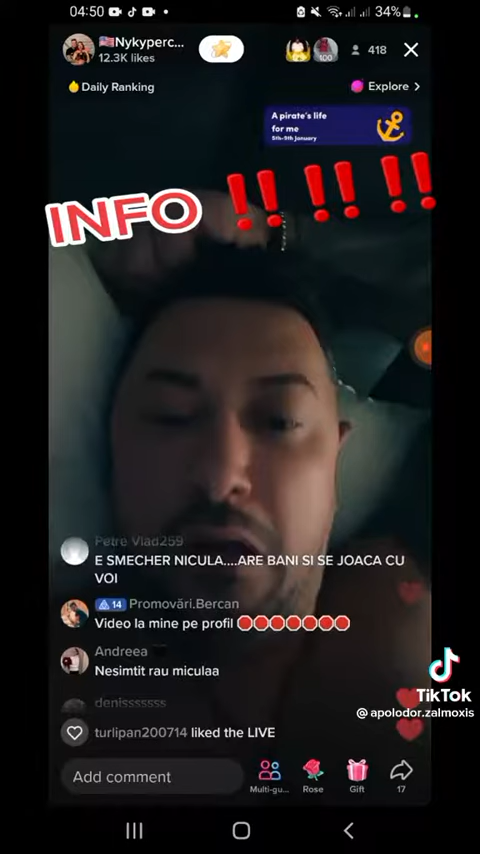 04:50
34%
Nykyperc...
12.3K likes
100
418
Daily Ranking
Explore
A pirate's life
for me
5th-9th January
INFO
Petre Vlad259
E SMECHER NICULA....ARE BANI SI SE JOACA CU
VOI
14 Promovări.Bercan
Video la mine pe profil
Andreea
Nesimtit rau miculaa
denisssssss
turlipan200714 liked the LIVE
TikTok
@apolodor.zalmoxis
Add comment
Multi-gu...
Rose
Gift
17